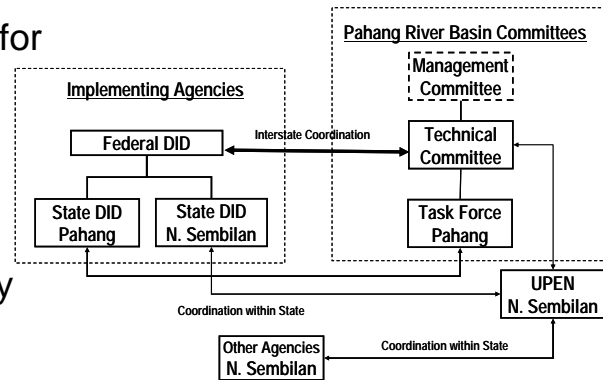 for
y
Pahang River Basin Committees
Management
Committee
Implementing Agencies
Federal DID
Interstate Coordination
Technical
Committee
State DID
Pahang
State DID
N. Sembilan
Task Force
Pahang
UPEN
N. Sembilan
Coordination within State
Other Agencies
N. Sembilan
Coordination within State